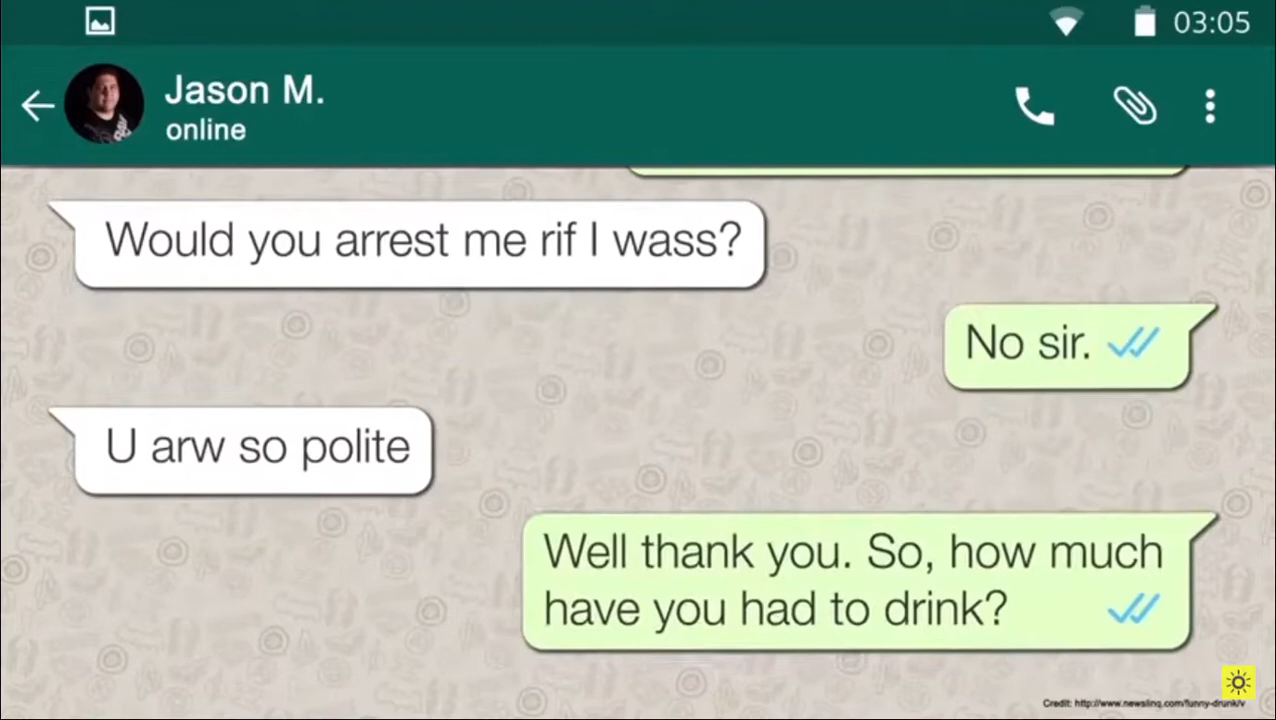 03:05
Jason M.
online
Would you arrest me rif I wass?
No sir.
U arw so polite
Well thank you. So, how much
have you had to drink?
Credit: http://www.newslinq.com/funny-drunk/v